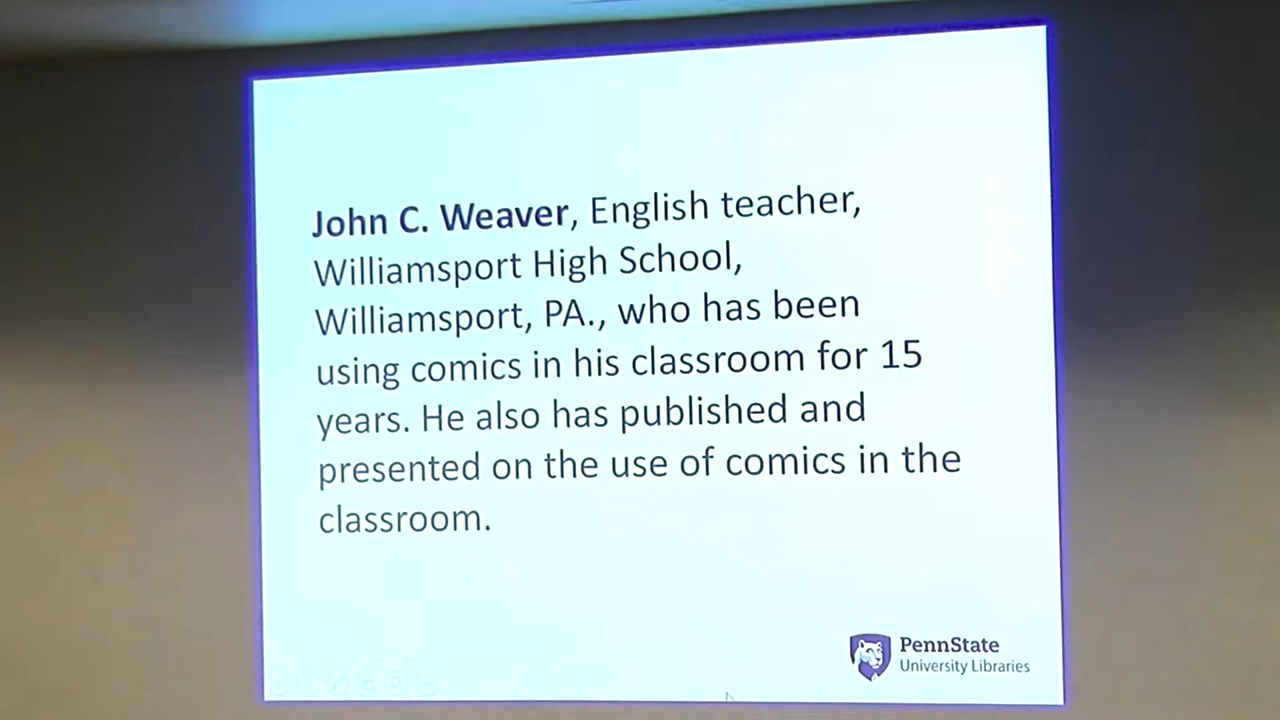 John C. Weaver, English teacher,
Williamsport High School,
Williamsport, PA., who has been
using comics in his classroom for 15
years. He also has published and
presented on the use of comics in the
classroom.
PennState
University Libraries